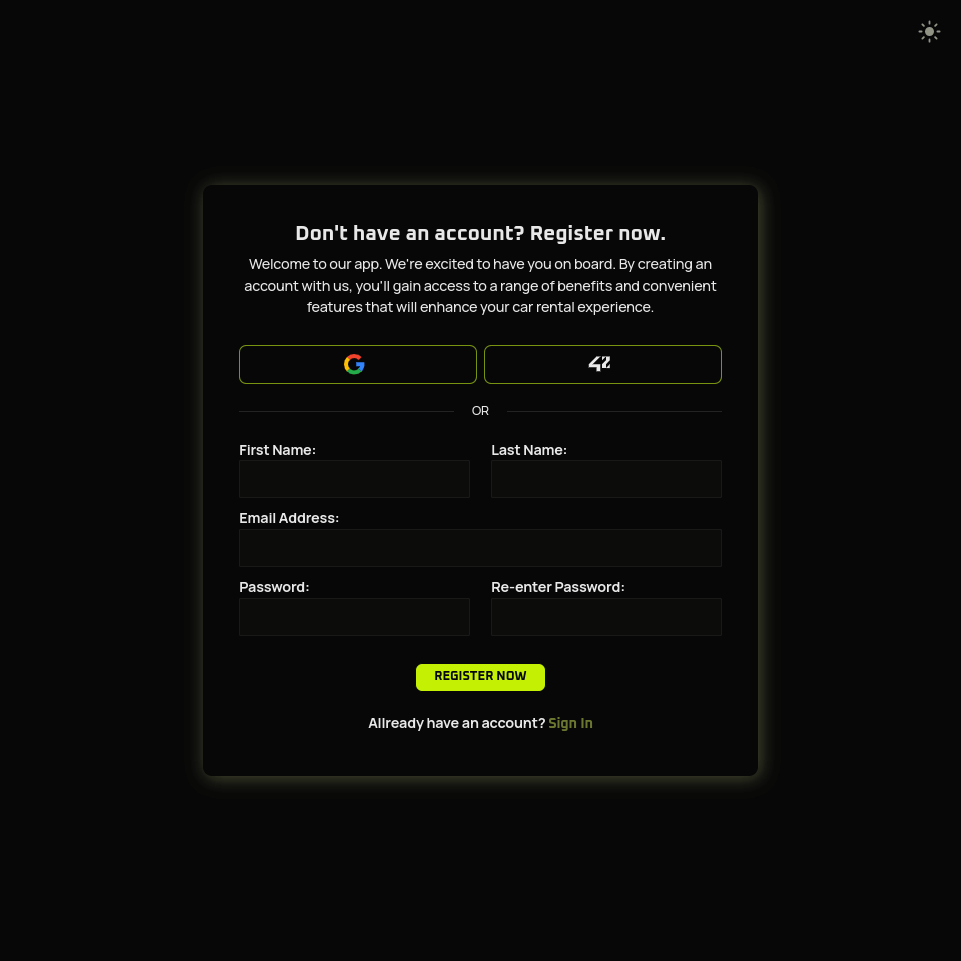 Don't have an account? Register now.
Welcome to our app. We're excited to have you on board. By creating an
account with us, you'll gain access to a range of benefits and convenient
features that will enhance your car rental experience.
42
OR
First Name:
Last Name:
Email Address:
Password:
Re-enter Password:
REGISTER NOW
Allready have an account? Sign In